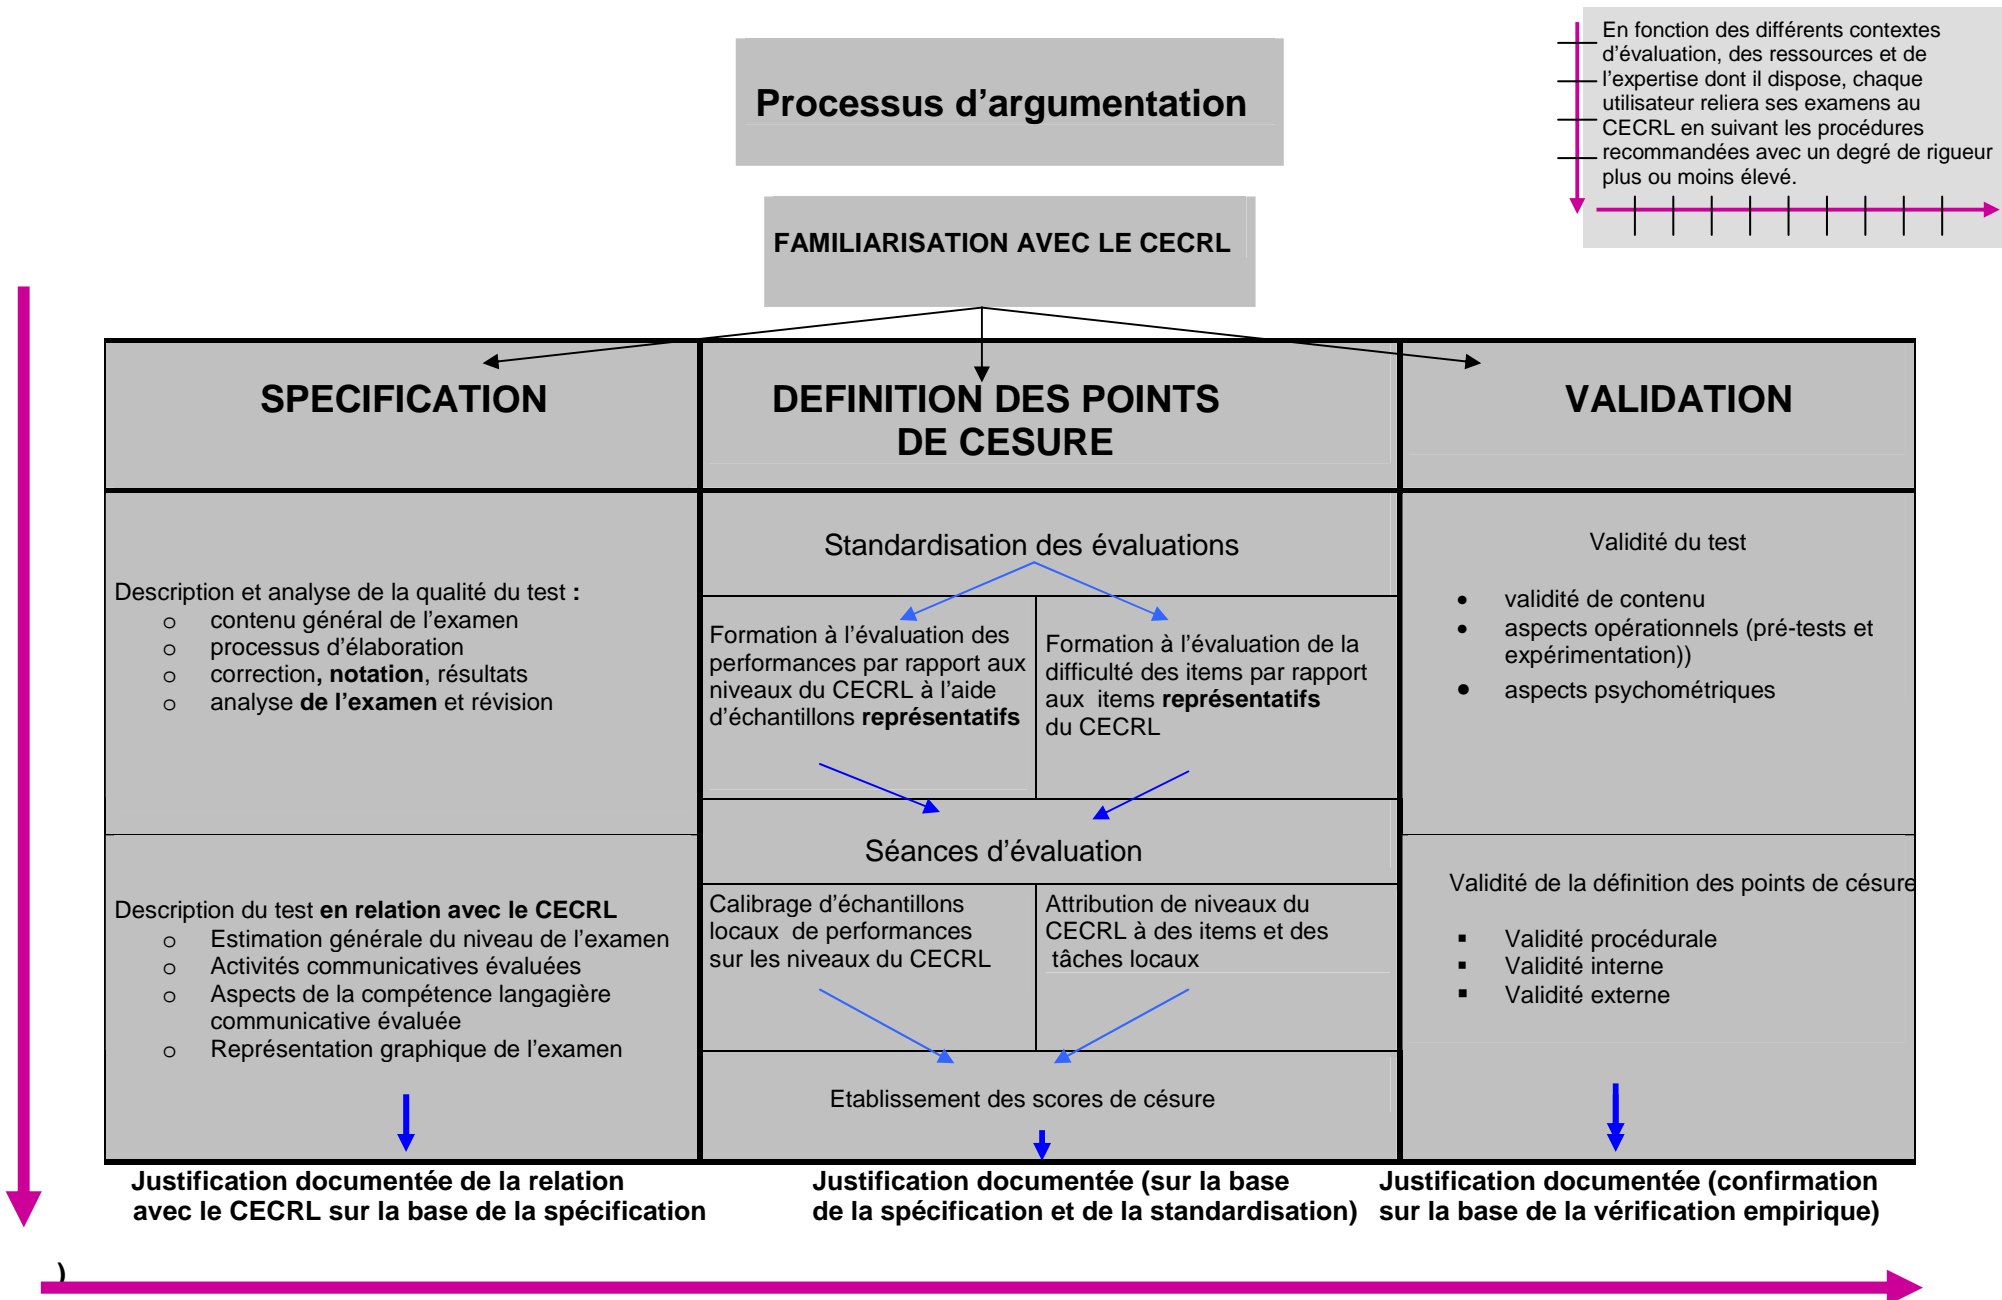 Processus d’argumentation
En fonction des différents contextes
d’évaluation, des ressources et de
l’expertise dont il dispose, chaque
utilisateur reliera ses examens au
CECRL en suivant les procédures
recommandées avec un degré de rigueur
plus ou moins élevé.
FAMILIARISATION AVEC LE CECRL
SPECIFICATION
DEFINITION DES POINTS
DE CESURE
VALIDATION
Description et analyse de la qualité du test :
o contenu général de l’examen
o processus d’élaboration
o correction, notation, résultats
o analyse de l’examen et révision
Description du test en relation avec le CECRL
o Estimation générale du niveau de l’examen
o Activités communicatives évaluées
o Aspects de la compétence langagière
communicative évaluée
o Représentation graphique de l’examen
Standardisation des évaluations
Formation à l’évaluation des
performances par rapport aux
niveaux du CECRL à l’aide
d’échantillons représentatifs
Formation à l’évaluation de la
difficulté des items par rapport
aux items représentatifs
du CECRL
Séances d’évaluation
Calibrage d’échantillons
locaux de performances
sur les niveaux du CECRL
Attribution de niveaux du
CECRL à des items et des
tâches locaux
Etablissement des scores de césure
Validité du test
• validité de contenu
• aspects opérationnels (pré-tests et
expérimentation))
• aspects psychométriques
Validité de la définition des points de césure
▪ Validité procédurale
▪ Validité interne
▪ Validité externe
Justification documentée de la relation
avec le CECRL sur la base de la spécification
Justification documentée (sur la base
de la spécification et de la standardisation)
Justification documentée (confirmation
sur la base de la vérification empirique)
)